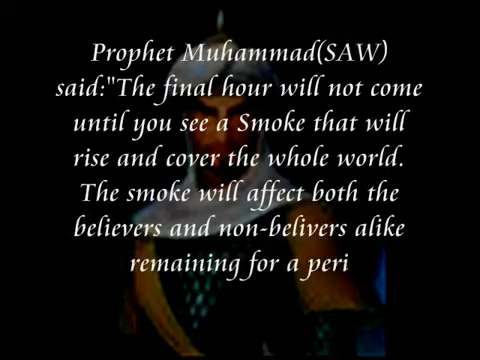 Prophet Muhammad(SAW)
said:"The final hour will not come
until you see a Smoke that will
rise and cover the whole world.
The smoke will affect both the
believers and non-belivers alike
remaining for a peri